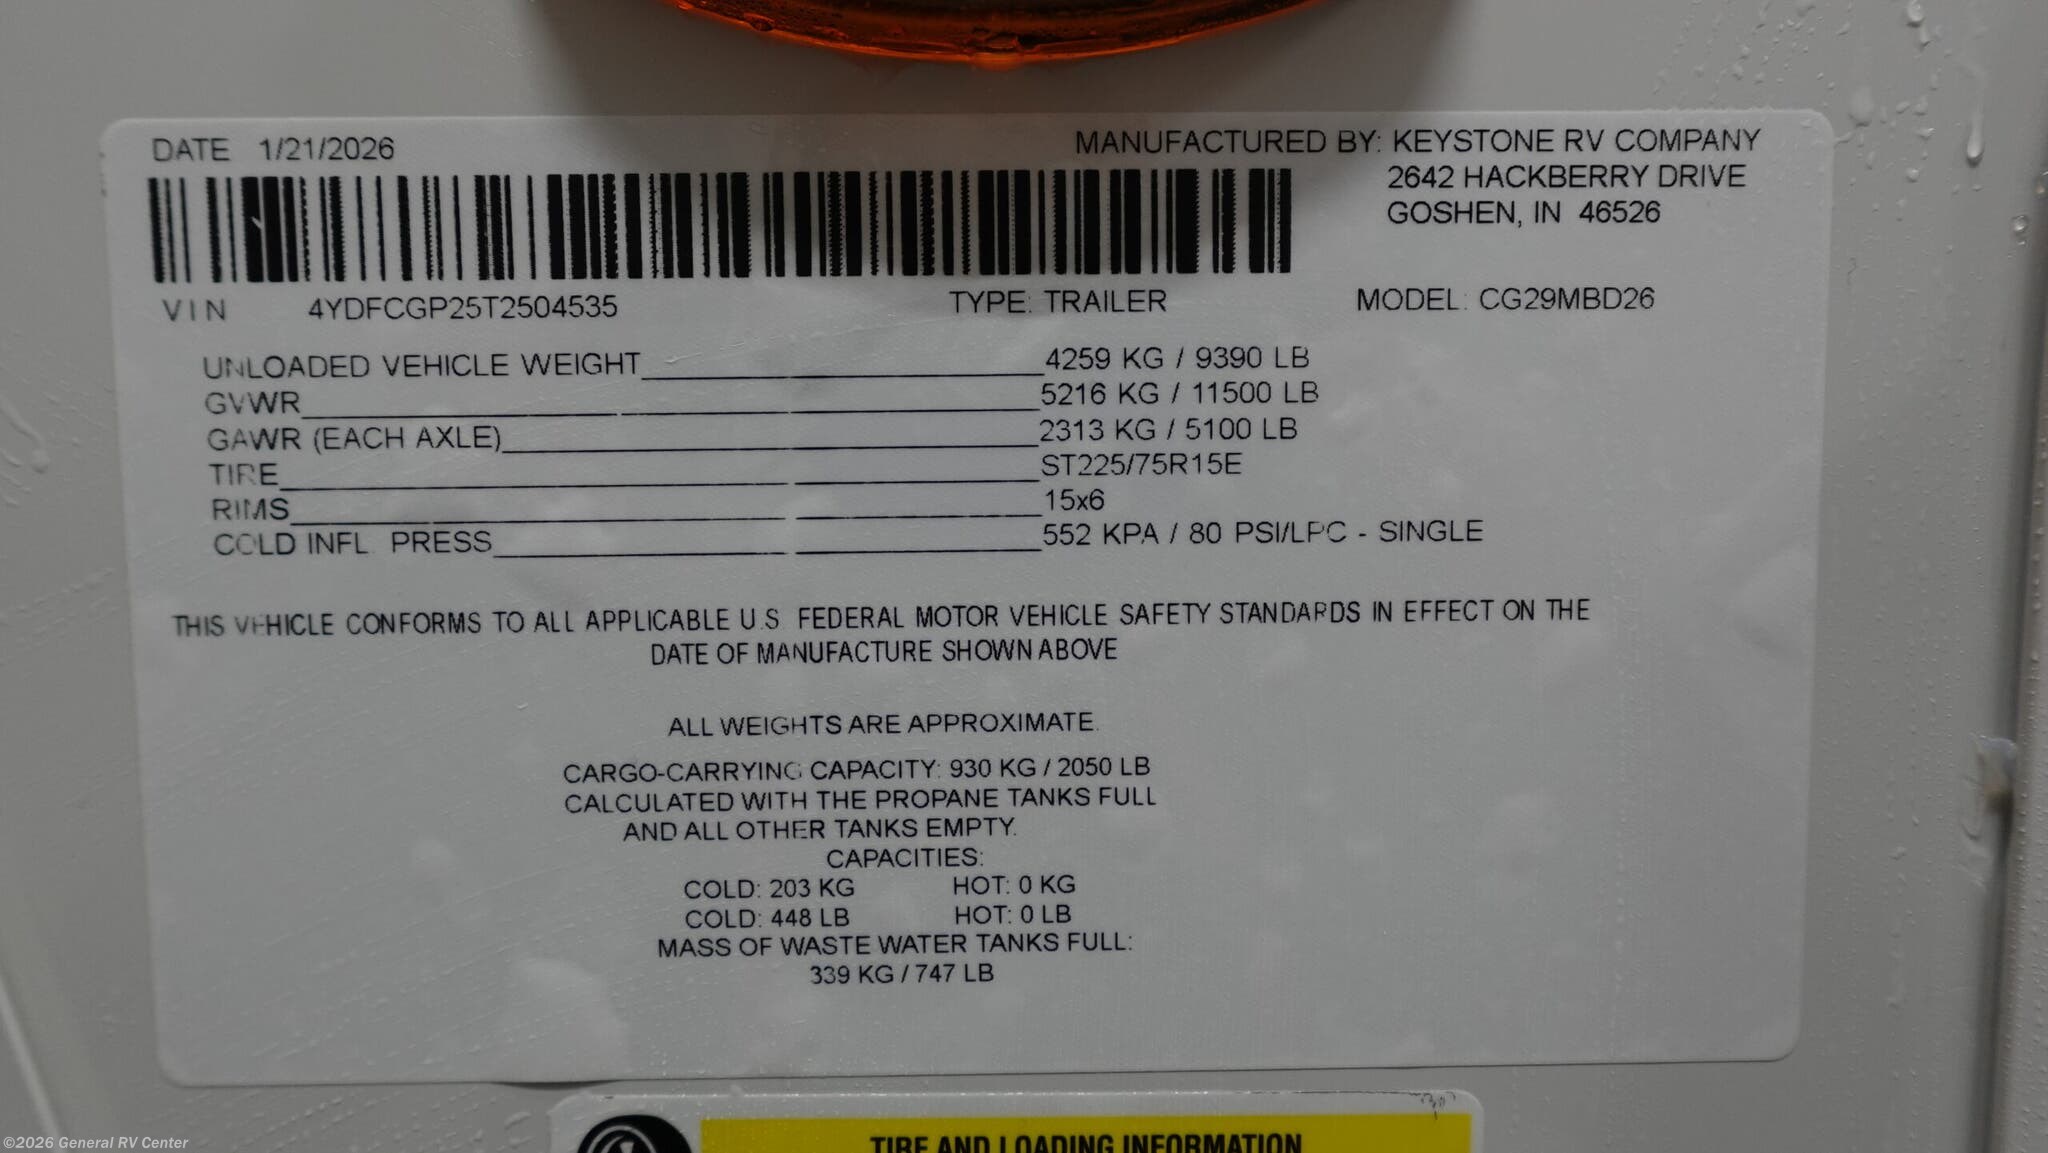 DATE 1/21/2026
MANUFACTURED BY: KEYSTONE RV COMPANY
2642 HACKBERRY DRIVE
GOSHEN, IN 46526
VIN 4YDFCGP25T2504535 TYPE: TRAILER MODEL: CG29MBD26
UNLOADED VEHICLE WEIGHT 4259 KG / 9390 LB
GVWR 5216 KG / 11500 LB
GAWR (EACH AXLE) 2313 KG / 5100 LB
TIRE ST225/75R15E
RIMS 15x6
COLD INFL PRESS 552 KPA / 80 PSI/LPC - SINGLE
THIS VEHICLE CONFORMS TO ALL APPLICABLE U.S. FEDERAL MOTOR VEHICLE SAFETY STANDARDS IN EFFECT ON THE
DATE OF MANUFACTURE SHOWN ABOVE
ALL WEIGHTS ARE APPROXIMATE.
CARGO-CARRYING CAPACITY: 930 KG / 2050 LB
CALCULATED WITH THE PROPANE TANKS FULL
AND ALL OTHER TANKS EMPTY.
CAPACITIES:
COLD: 203 KG HOT: 0 KG
COLD: 448 LB HOT: 0 LB
MASS OF WASTE WATER TANKS FULL:
339 KG / 747 LB
TIRE AND LOADING INFORMATION
©2026 General RV Center